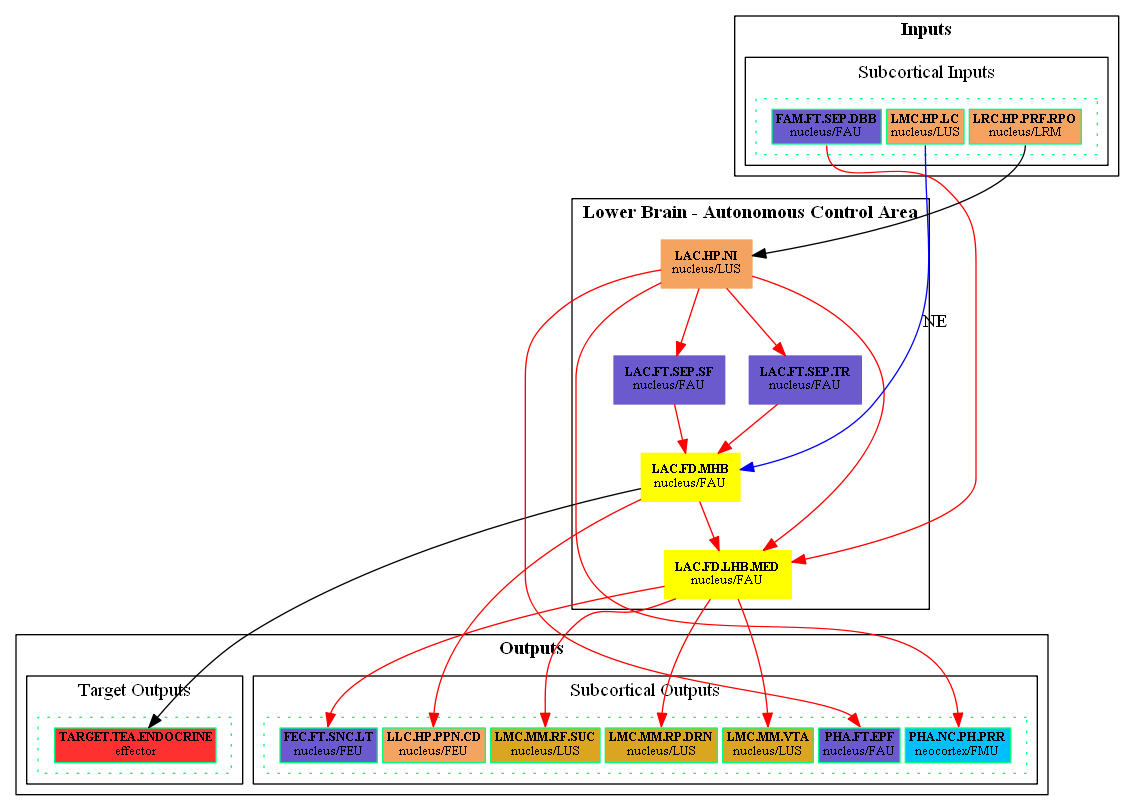 Inputs
Subcortical Inputs
FAM.FT.SEP.DBB
nucleus/FAU
LMC.HP.LC
nucleus/LUS
LRC.HP.PRF.RPO
nucleus/LRM
Lower Brain - Autonomous Control Area
LAC.HP.NI
nucleus/LUS
NE
LAC.FT.SEP.SF
nucleus/FAU
LAC.FT.SEP.TR
nucleus/FAU
LAC.FD.MHB
nucleus/FAU
LAC.FD.LHB.MED
nucleus/FAU
Outputs
Target Outputs
TARGET.TEA.ENDOCRINE
effector
Subcortical Outputs
FEC.FT.SNC.LT
nucleus/FEU
LLC.HP.PPN.CD
nucleus/FEU
LMC.MM.RF.SUC
nucleus/LUS
LMC.MM.RP.DRN
nucleus/LUS
LMC.MM.VTA
nucleus/LUS
PHA.FT.EPF
nucleus/FAU
PHA.NC.PH.PRR
neocortex/FMU